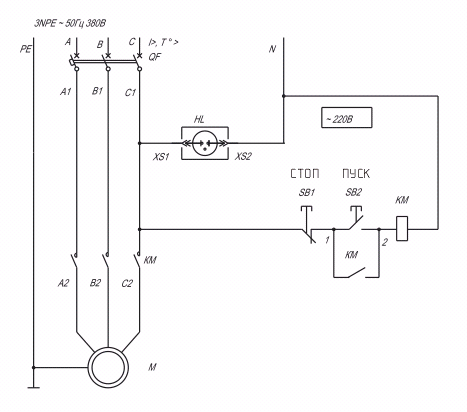 3NPE ~ 50Гц 380В
PE
A
B
C
I>, T° >
QF
N
A1
B1
C1
HL
~ 220В
XS1
XS2
СТОП
ПУСК
SB1
SB2
KM
1
2
KM
KM
A2
B2
C2
M